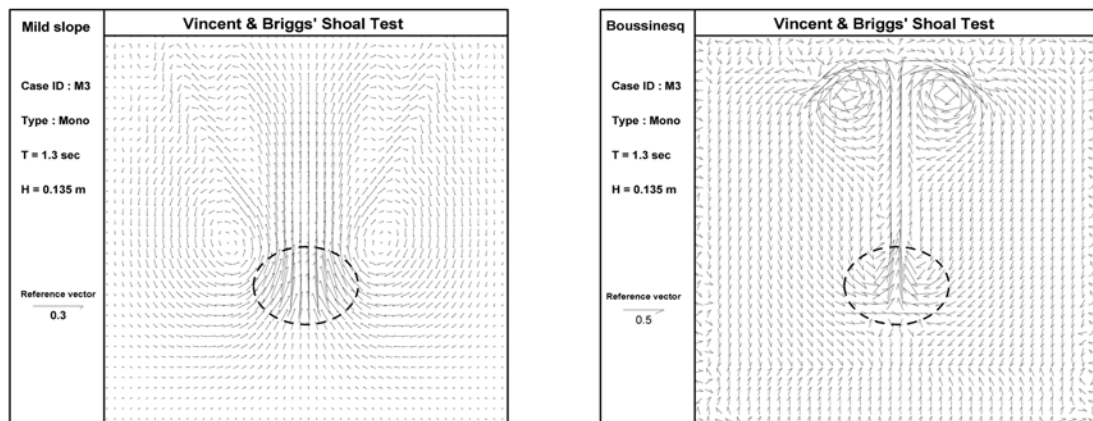 Mild slope
Vincent & Briggs' Shoal Test
Case ID : M3
Type : Mono
T = 1.3 sec
H = 0.135 m
Reference vector
0.3
Boussinesq
Vincent & Briggs' Shoal Test
Case ID : M3
Type : Mono
T = 1.3 sec
H = 0.135 m
Reference vector
0.5